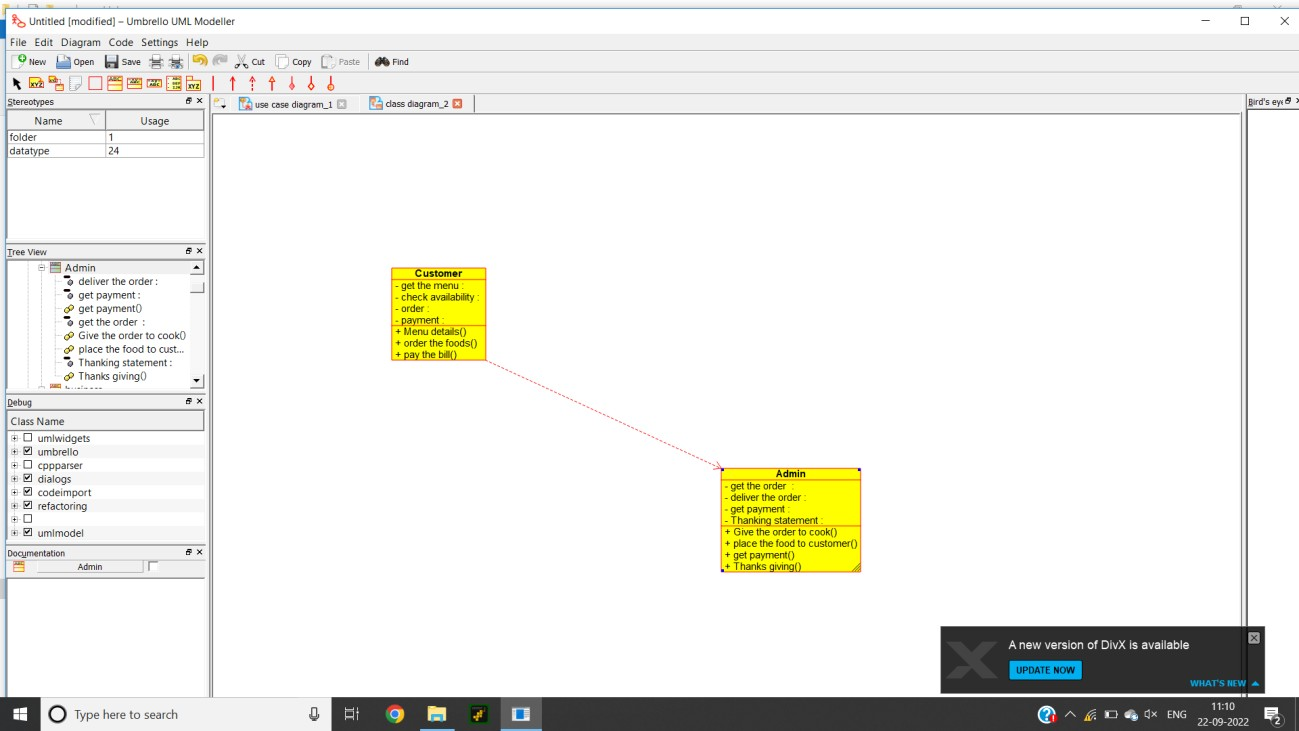 Untitled [modified] – Umbrello UML Modeller
File Edit Diagram Code Settings Help
New Open Save Cut Copy Paste Find
Stereotypes
Name Usage
folder 1
datatype 24
Tree View
Admin
deliver the order :
get payment :
get payment()
get the order :
Give the order to cook()
place the food to cust...
Thanking statement :
Thanks giving()
Debug
Class Name
umlwidgets
umbrello
cppparser
dialogs
codeimport
refactoring
umlmodel
Documentation
Admin
use case diagram_1 class diagram_2
Bird's eye
Customer
- get the menu :
- check availability :
- order :
- payment :
+ Menu details()
+ order the foods()
+ pay the bill()
Admin
- get the order :
- deliver the order :
- get payment :
- Thanking statement :
+ Give the order to cook()
+ place the food to customer()
+ get payment()
+ Thanks giving()
A new version of DivX is available
UPDATE NOW
WHAT'S NEW
Type here to search
ENG
11:10
22-09-2022
2